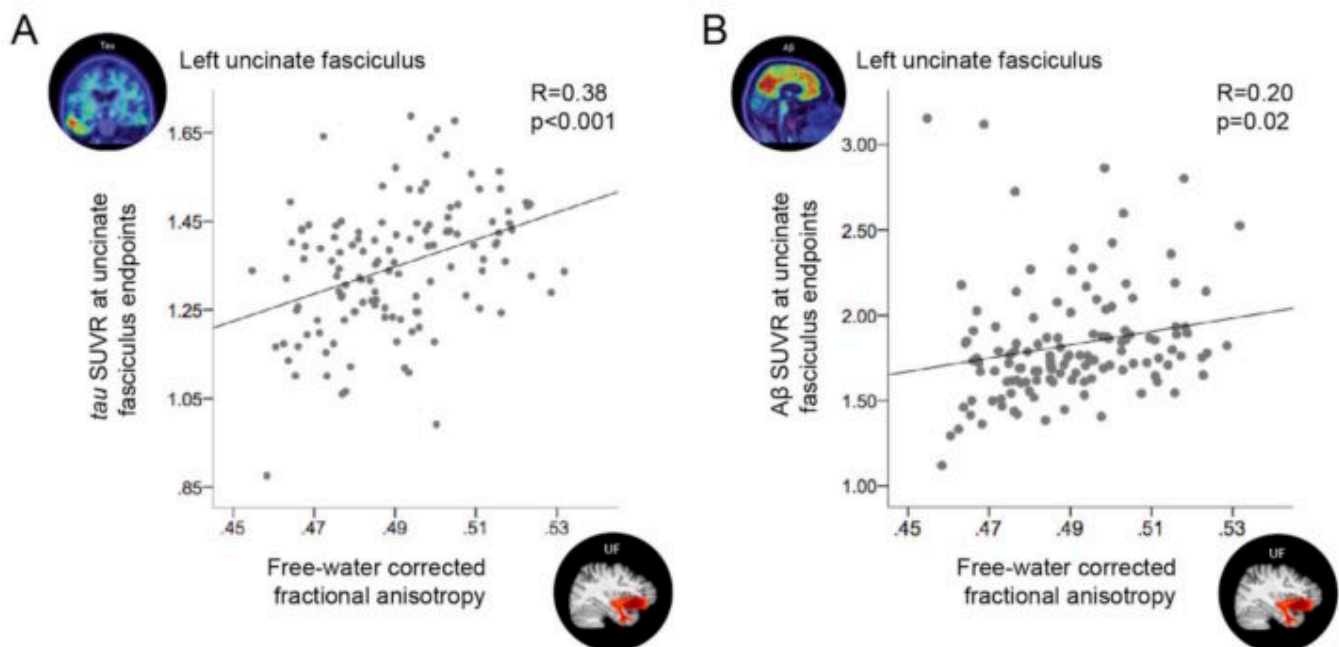 A
Tau
Left uncinate fasciculus
R=0.38
p<0.001
tau SUVR at uncinate
fasciculus endpoints
1.65
1.45
1.25
1.05
.85
.45 .47 .49 .51 .53
Free-water corrected
fractional anisotropy
UF
B
Aβ
Left uncinate fasciculus
R=0.20
p=0.02
Aβ SUVR at uncinate
fasciculus endpoints
3.00
2.50
2.00
1.50
1.00
.45 .47 .49 .51 .53
Free-water corrected
fractional anisotropy
UF